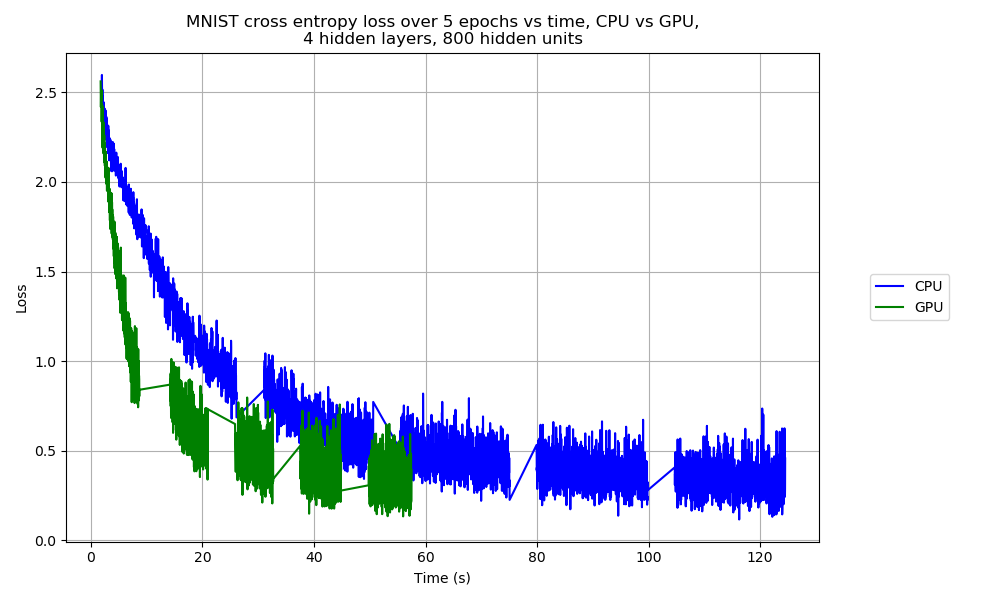 MNIST cross entropy loss over 5 epochs vs time, CPU vs GPU,
4 hidden layers, 800 hidden units
2.5
2.0
1.5
1.0
0.5
0.0
Loss
0 20 40 60 80 100 120
Time (s)
CPU
GPU